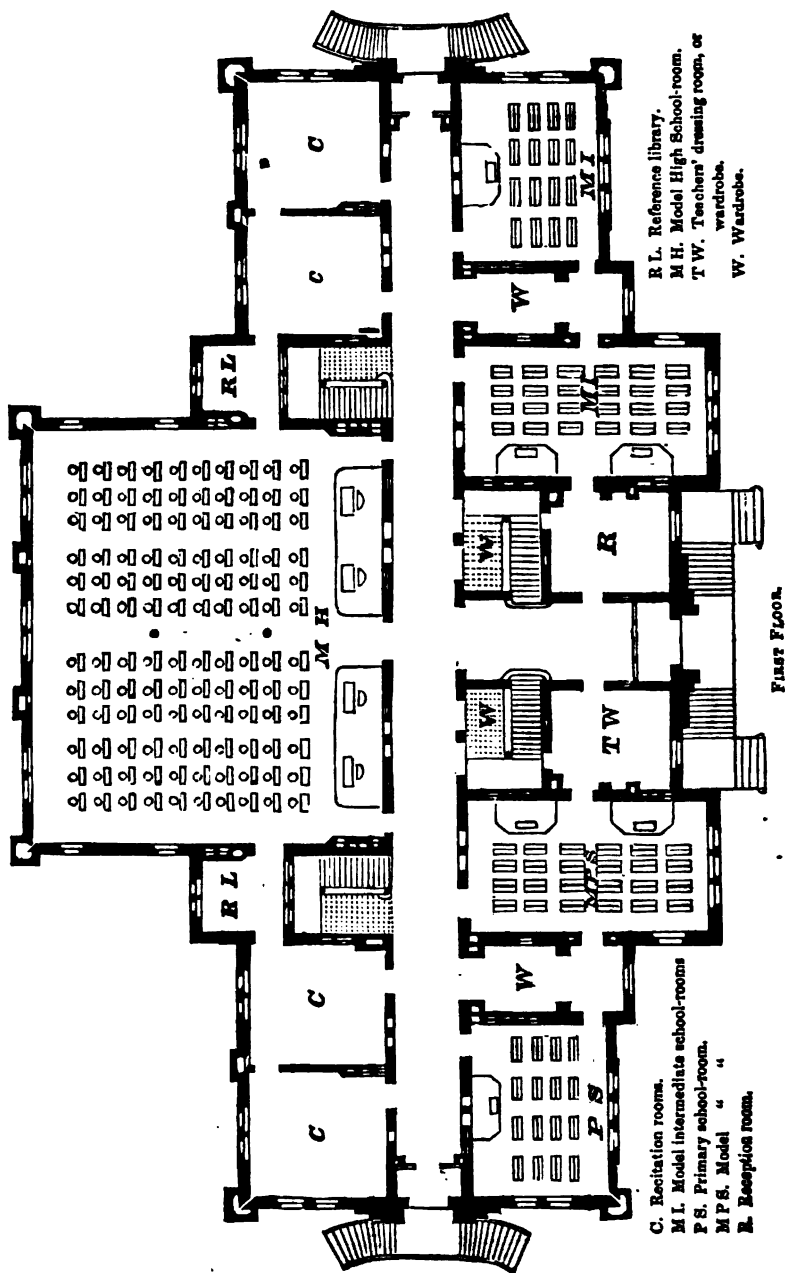 C
C
C
C
R L
R L
M H
W
W
R
T W
W
W
M I
M I
M P S
P S
C. Recitation rooms.
M I. Model intermediate school-rooms
P S. Primary school-room.
M P S. Model “ “
R. Reception room.
R L. Reference library.
M H. Model High School-room.
T W. Teachers' dressing room, or
wardrobe.
W. Wardrobe.
FIRST FLOOR.